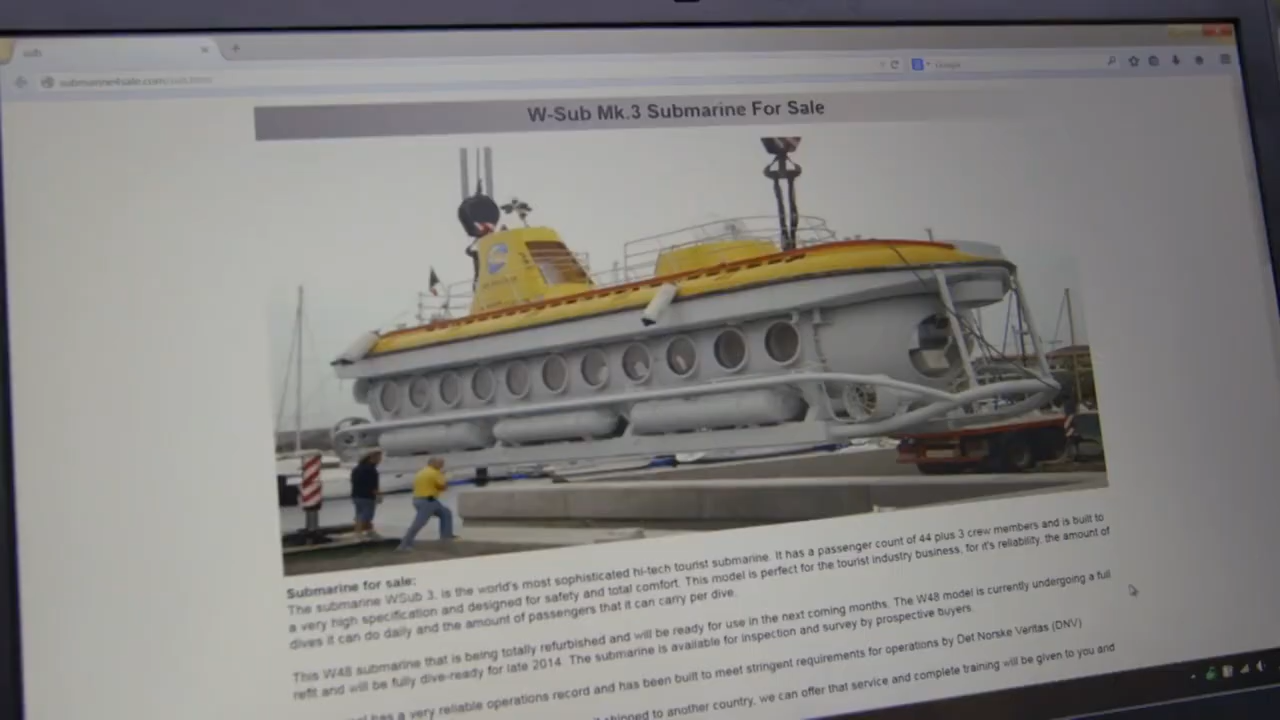 sub
submarine4sale.com/sub.html
Google
W-Sub Mk.3 Submarine For Sale
Submarine for sale:
The submarine WSub 3, is the world's most sophisticated hi-tech tourist submarine. It has a passenger count of 44 plus 3 crew members and is built to
a very high specification and designed for safety and total comfort. This model is perfect for the tourist industry business, for it's reliability, the amount of
dives it can do daily and the amount of passengers that it can carry per dive.
This W48 submarine that is being totally refurbished and will be ready for use in the next coming months. The W48 model is currently undergoing a full
refit and will be fully dive-ready for late 2014. The submarine is available for inspection and survey by prospective buyers.
has a very reliable operations record and has been built to meet stringent requirements for operations by Det Norske Veritas (DNV)
shipped to another country, we can offer that service and complete training will be given to you and